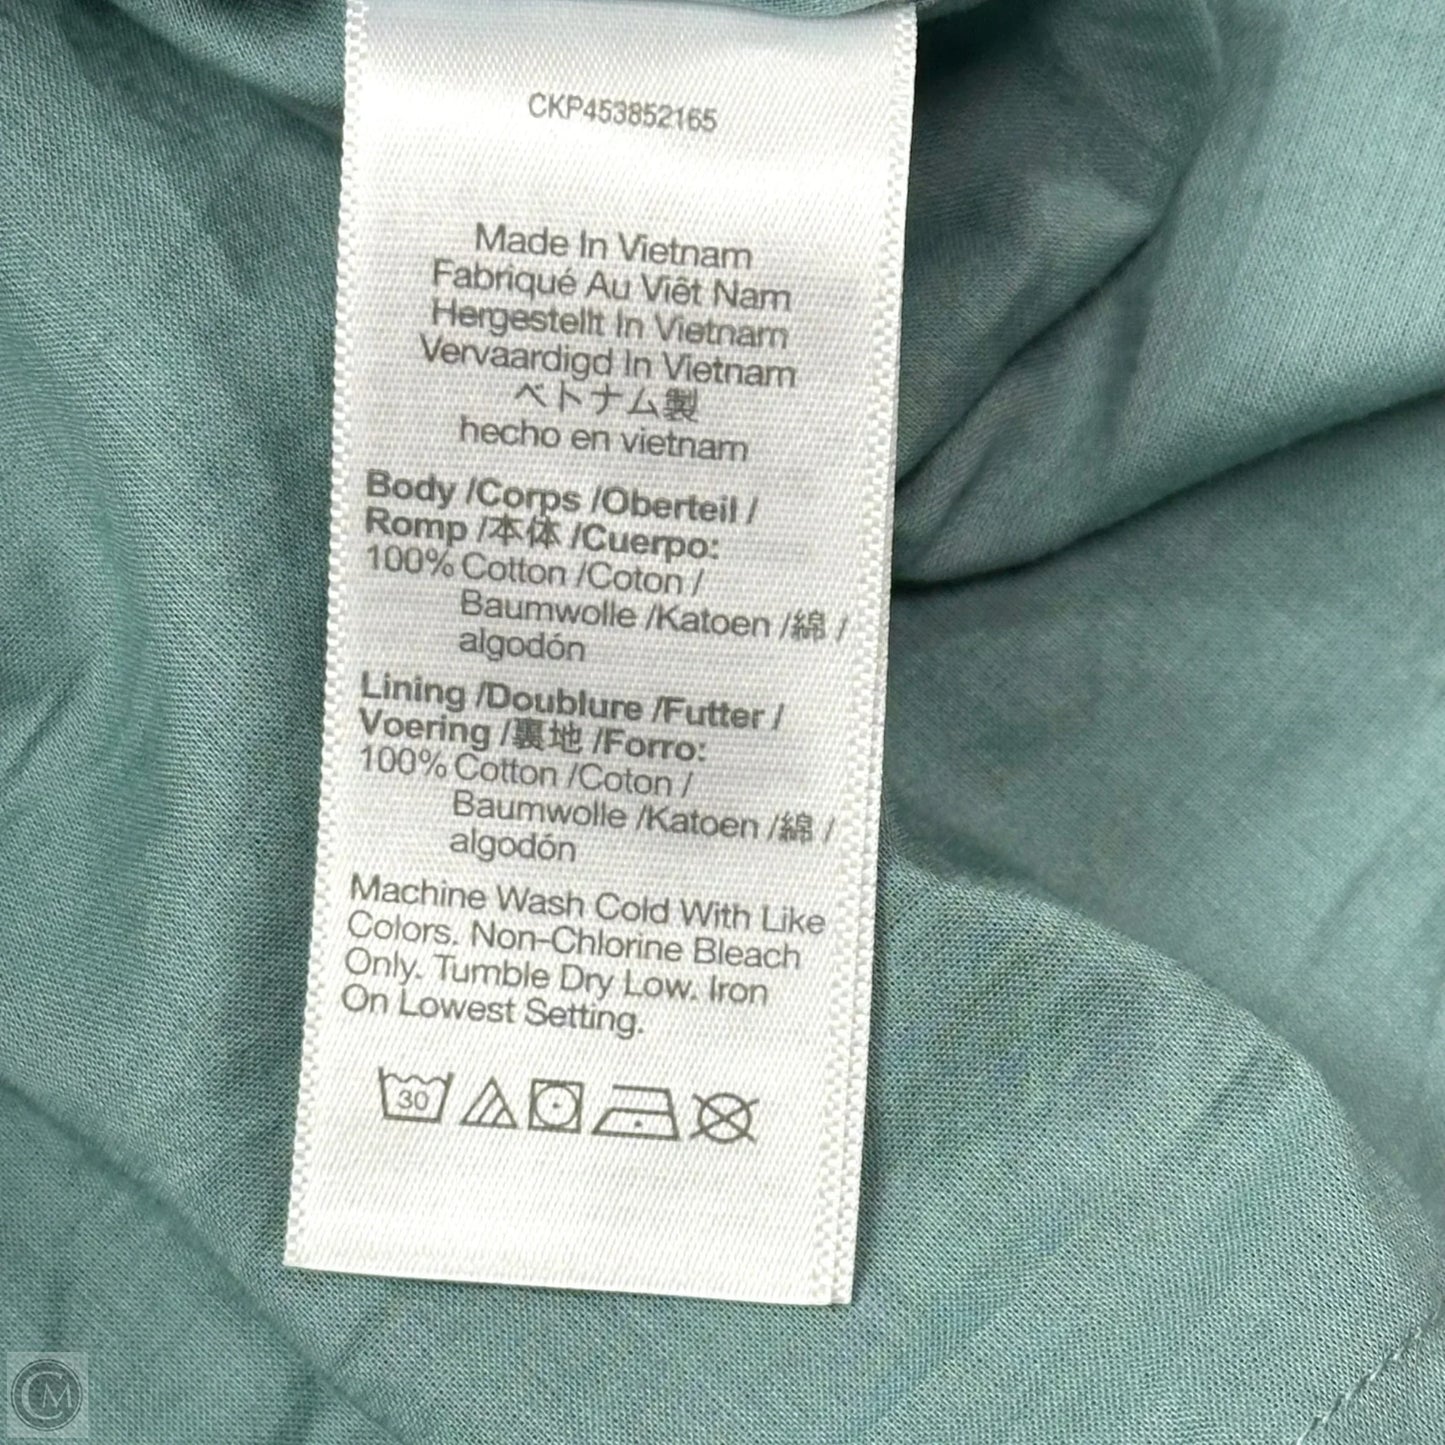 CKP453852165
Made In Vietnam
Fabriqué Au Viêt Nam
Hergestellt In Vietnam
Vervaardigd In Vietnam
ベトナム製
hecho en vietnam
Body /Corps /Oberteil /
Romp /本体 /Cuerpo:
100% Cotton /Coton /
Baumwolle /Katoen /綿 /
algodón
Lining /Doublure /Futter /
Voering /裏地 /Forro:
100% Cotton /Coton /
Baumwolle /Katoen /綿 /
algodón
Machine Wash Cold With Like
Colors. Non-Chlorine Bleach
Only. Tumble Dry Low. Iron
On Lowest Setting.
30
CM